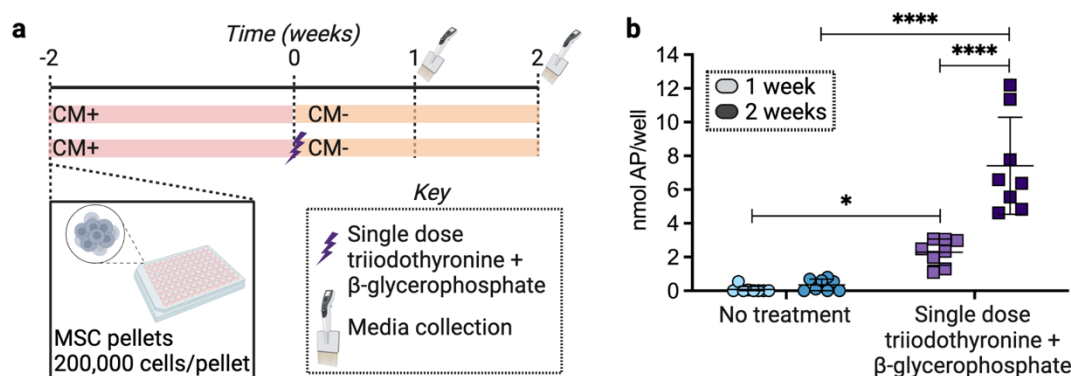 a
Time (weeks)
-2 0 1 2
CM+ CM-
CM+ CM-
MSC pellets
200,000 cells/pellet
Key
Single dose
triiodothyronine +
β-glycerophosphate
Media collection
b
****
****
*
1 week
2 weeks
nmol AP/well
14
12
10
8
6
4
2
0
No treatment
Single dose
triiodothyronine +
β-glycerophosphate